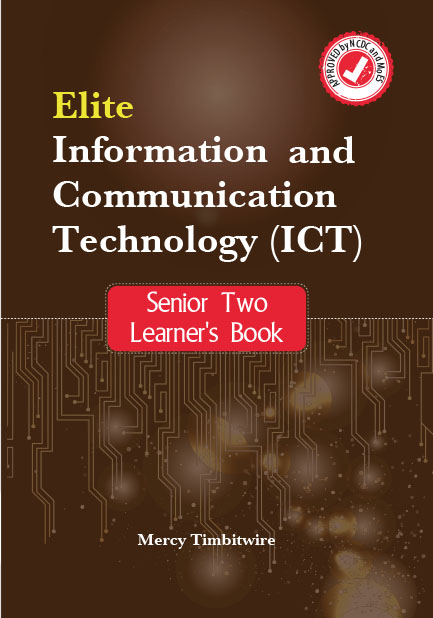 APPROVED by NCDC and MoES
Elite
Information and
Communication
Technology (ICT)
Senior Two
Learner's Book
Mercy Timbitwire